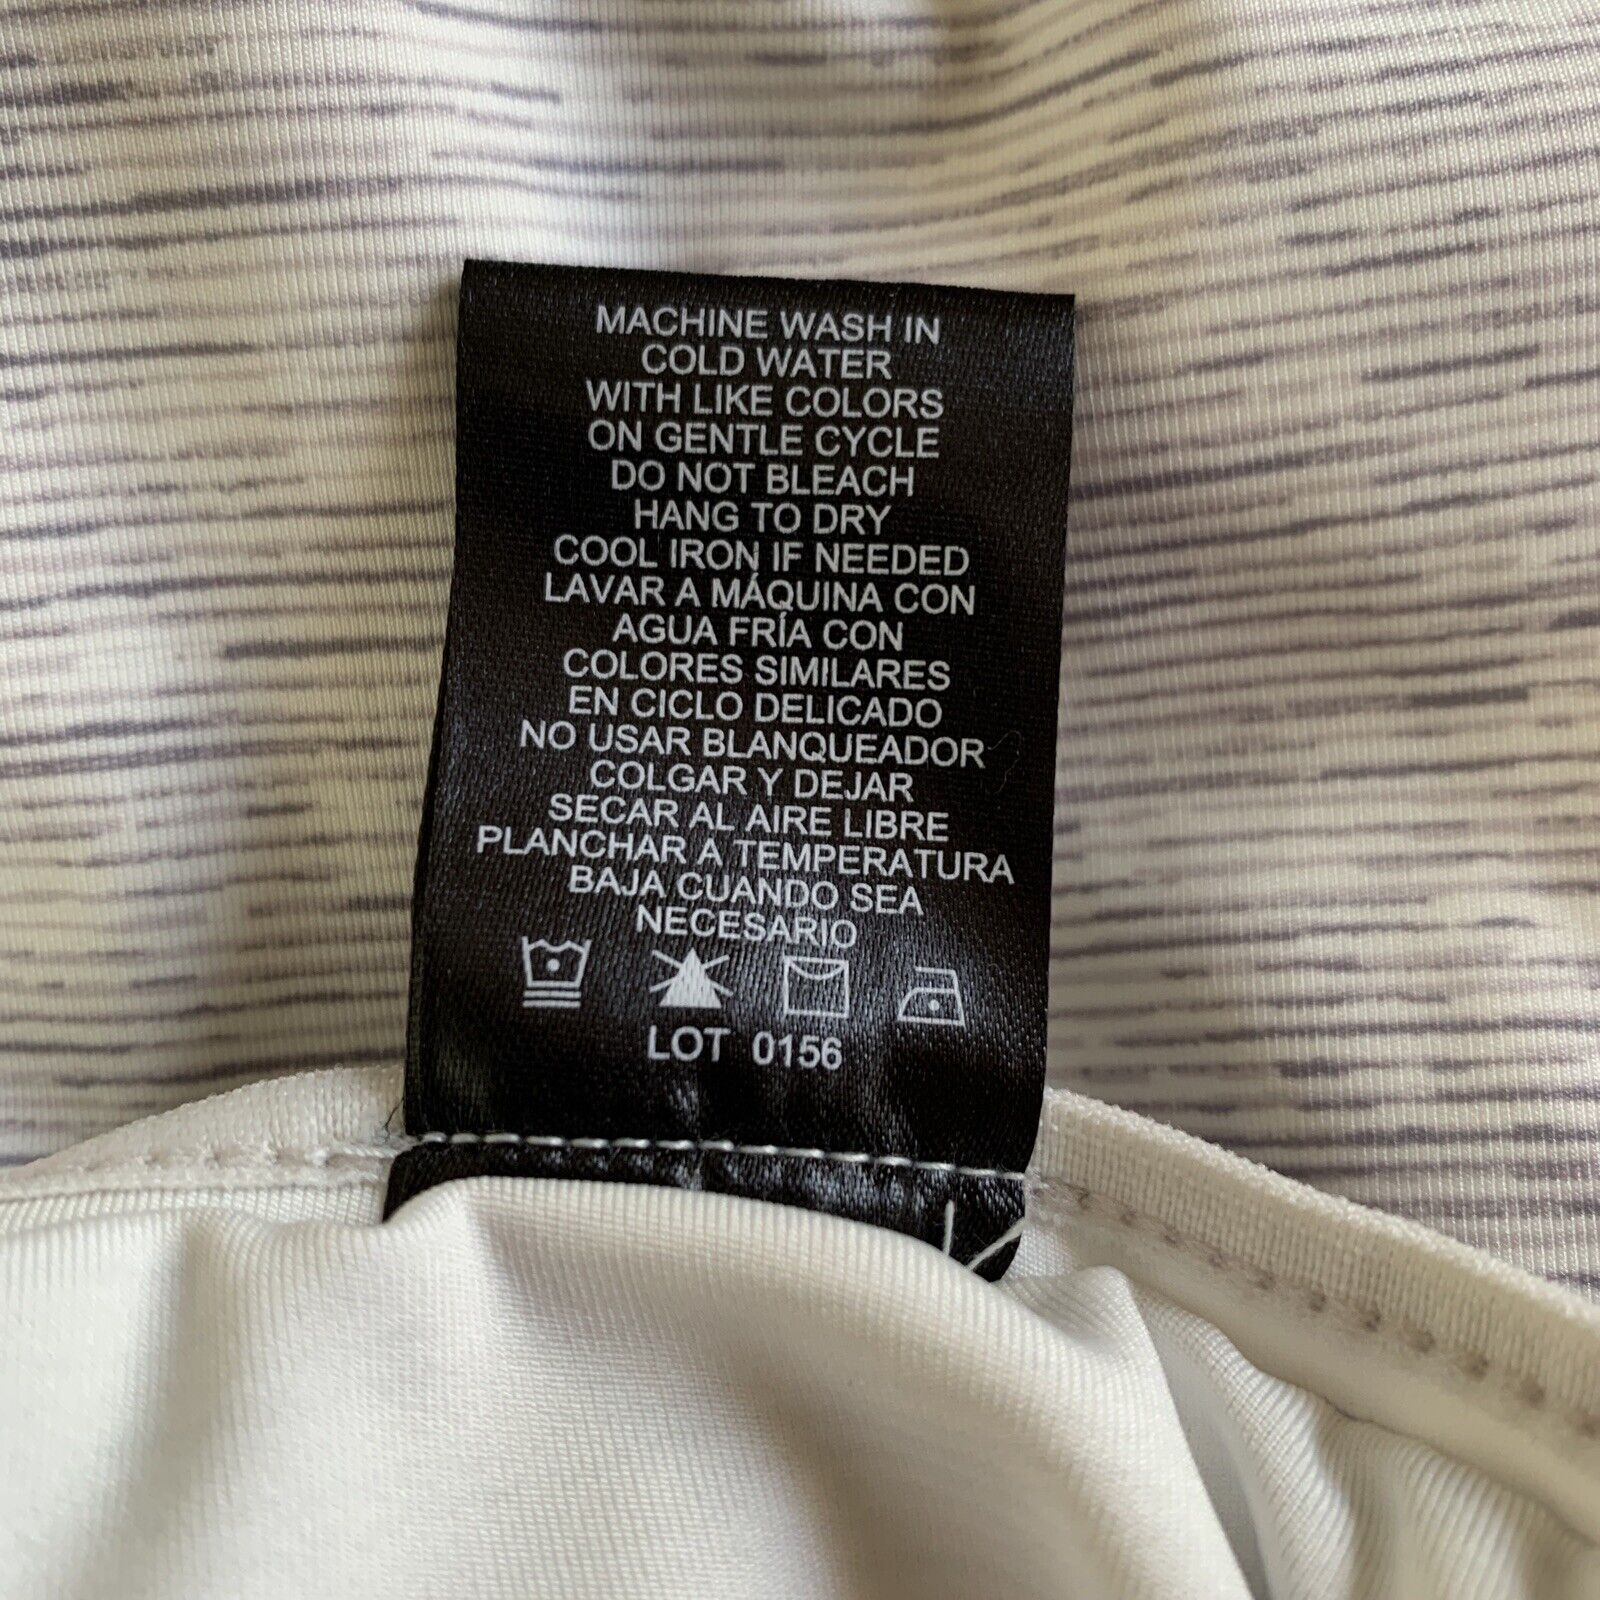 MACHINE WASH IN
COLD WATER
WITH LIKE COLORS
ON GENTLE CYCLE
DO NOT BLEACH
HANG TO DRY
COOL IRON IF NEEDED
LAVAR A MÁQUINA CON
AGUA FRÍA CON
COLORES SIMILARES
EN CICLO DELICADO
NO USAR BLANQUEADOR
COLGAR Y DEJAR
SECAR AL AIRE LIBRE
PLANCHAR A TEMPERATURA
BAJA CUANDO SEA
NECESARIO
LOT 0156